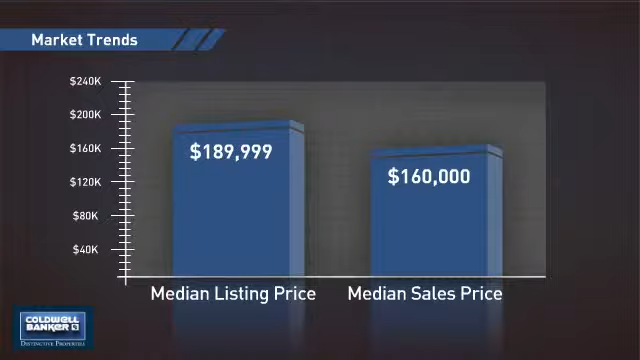 Market Trends
$240K
$200K
$160K
$120K
$80K
$40K
$189,999
$160,000
Median Listing Price
Median Sales Price
COLDWELL
BANKER
DISTINCTIVE PROPERTIES